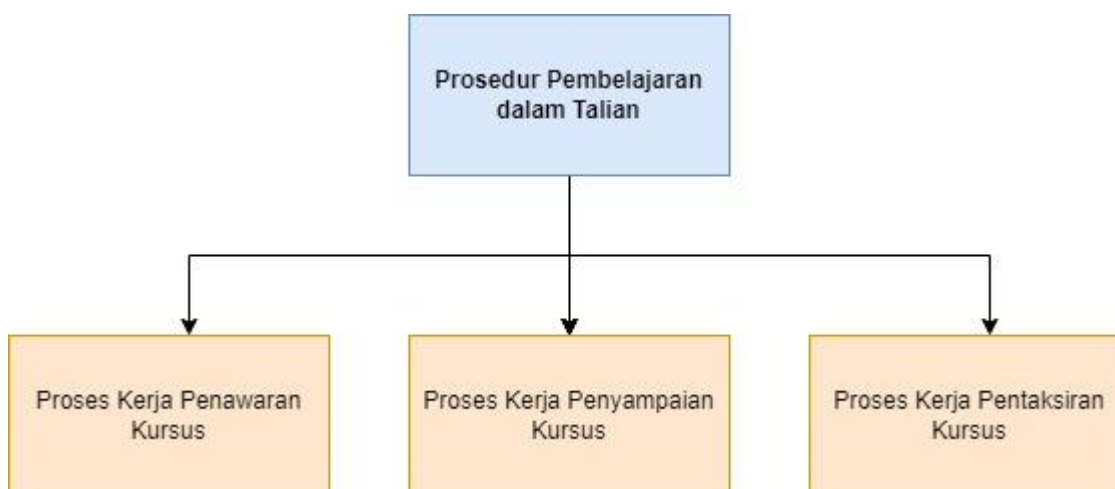 Prosedur Pembelajaran
dalam Talian
Proses Kerja Penawaran
Kursus
Proses Kerja Penyampaian
Kursus
Proses Kerja Pentaksiran
Kursus